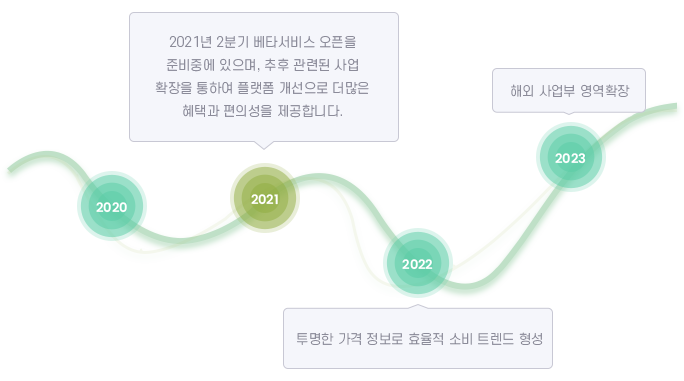 2021년 2분기 베타서비스 오픈을
준비중에 있으며, 추후 관련된 사업
확장을 통하여 플랫폼 개선으로 더많은
혜택과 편의성을 제공합니다.
해외 사업부 영역확장
2023
2021
2020
2022
투명한 가격 정보로 효율적 소비 트렌드 형성